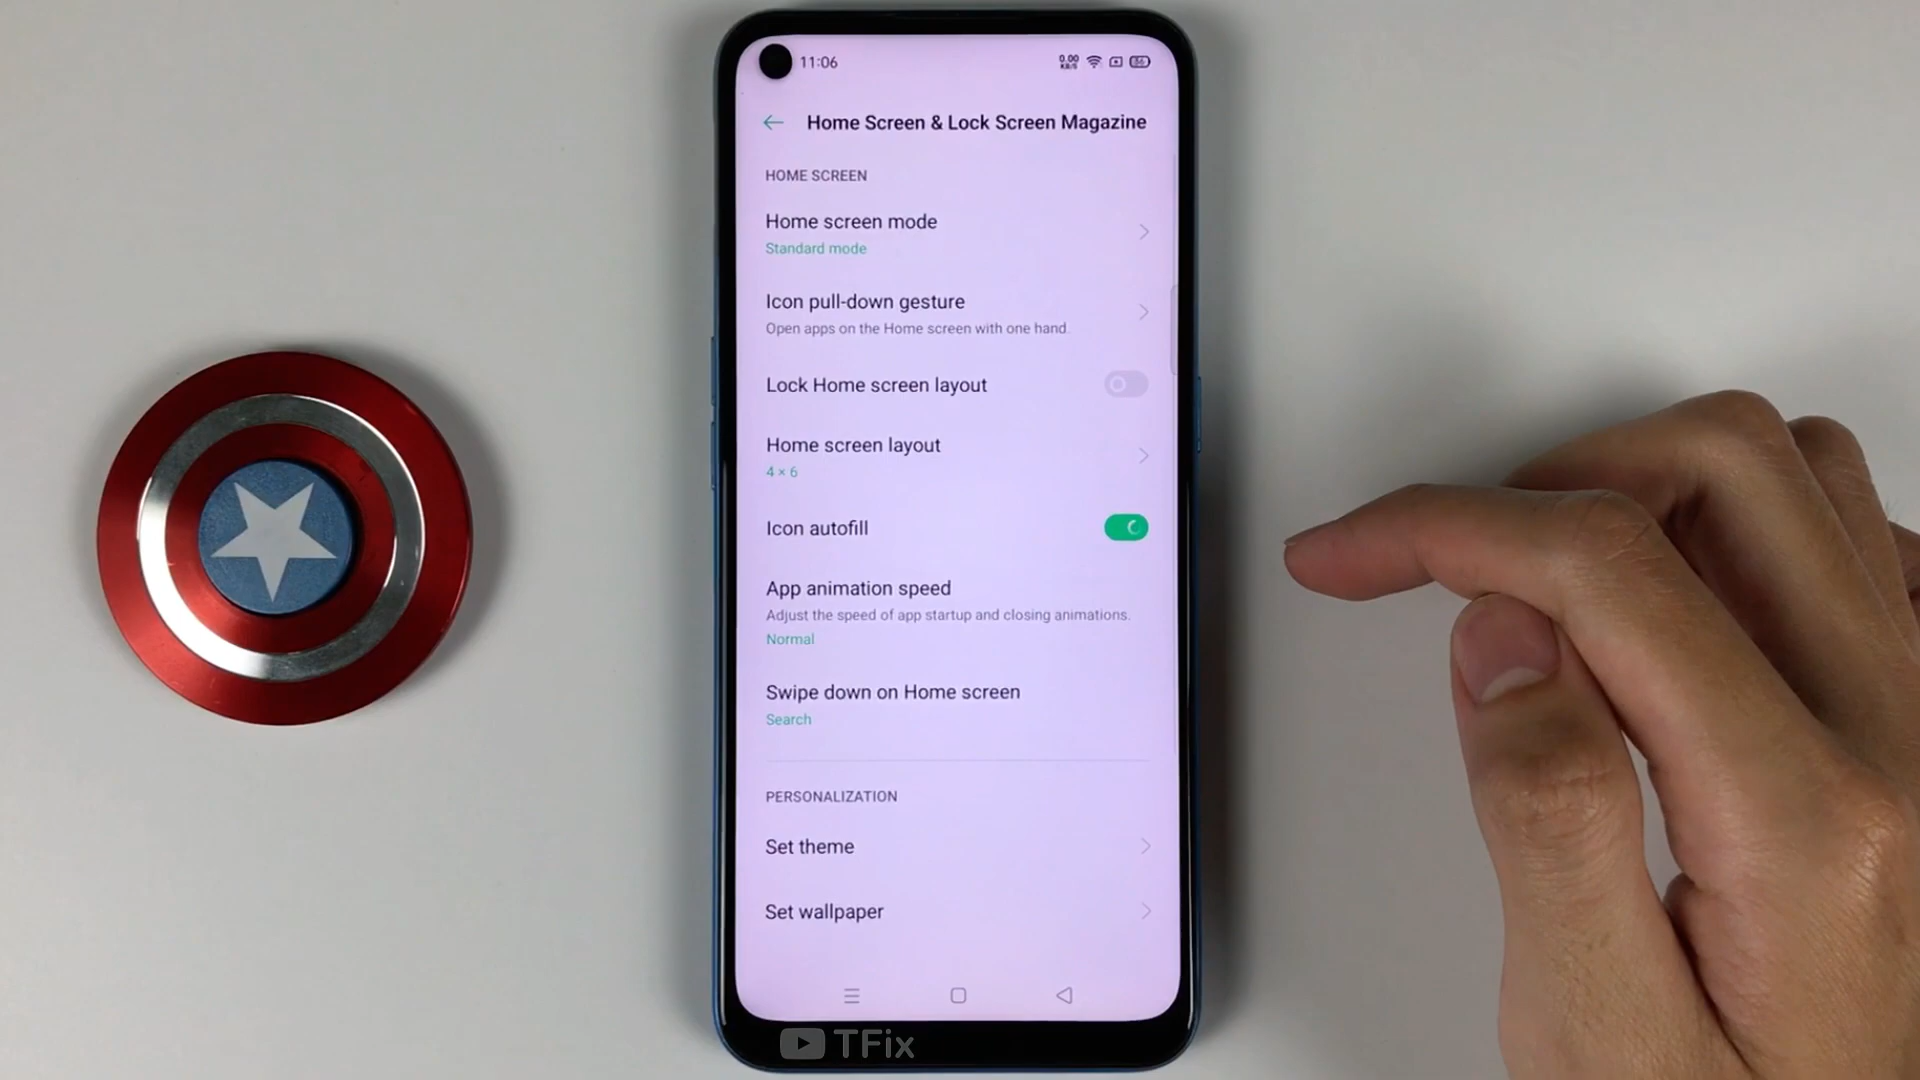 11:06
0.00
KB/S
Home Screen & Lock Screen Magazine
HOME SCREEN
Home screen mode
Standard mode
Icon pull-down gesture
Open apps on the Home screen with one hand.
Lock Home screen layout
Home screen layout
4 × 6
Icon autofill
App animation speed
Adjust the speed of app startup and closing animations.
Normal
Swipe down on Home screen
Search
PERSONALIZATION
Set theme
Set wallpaper
TFix